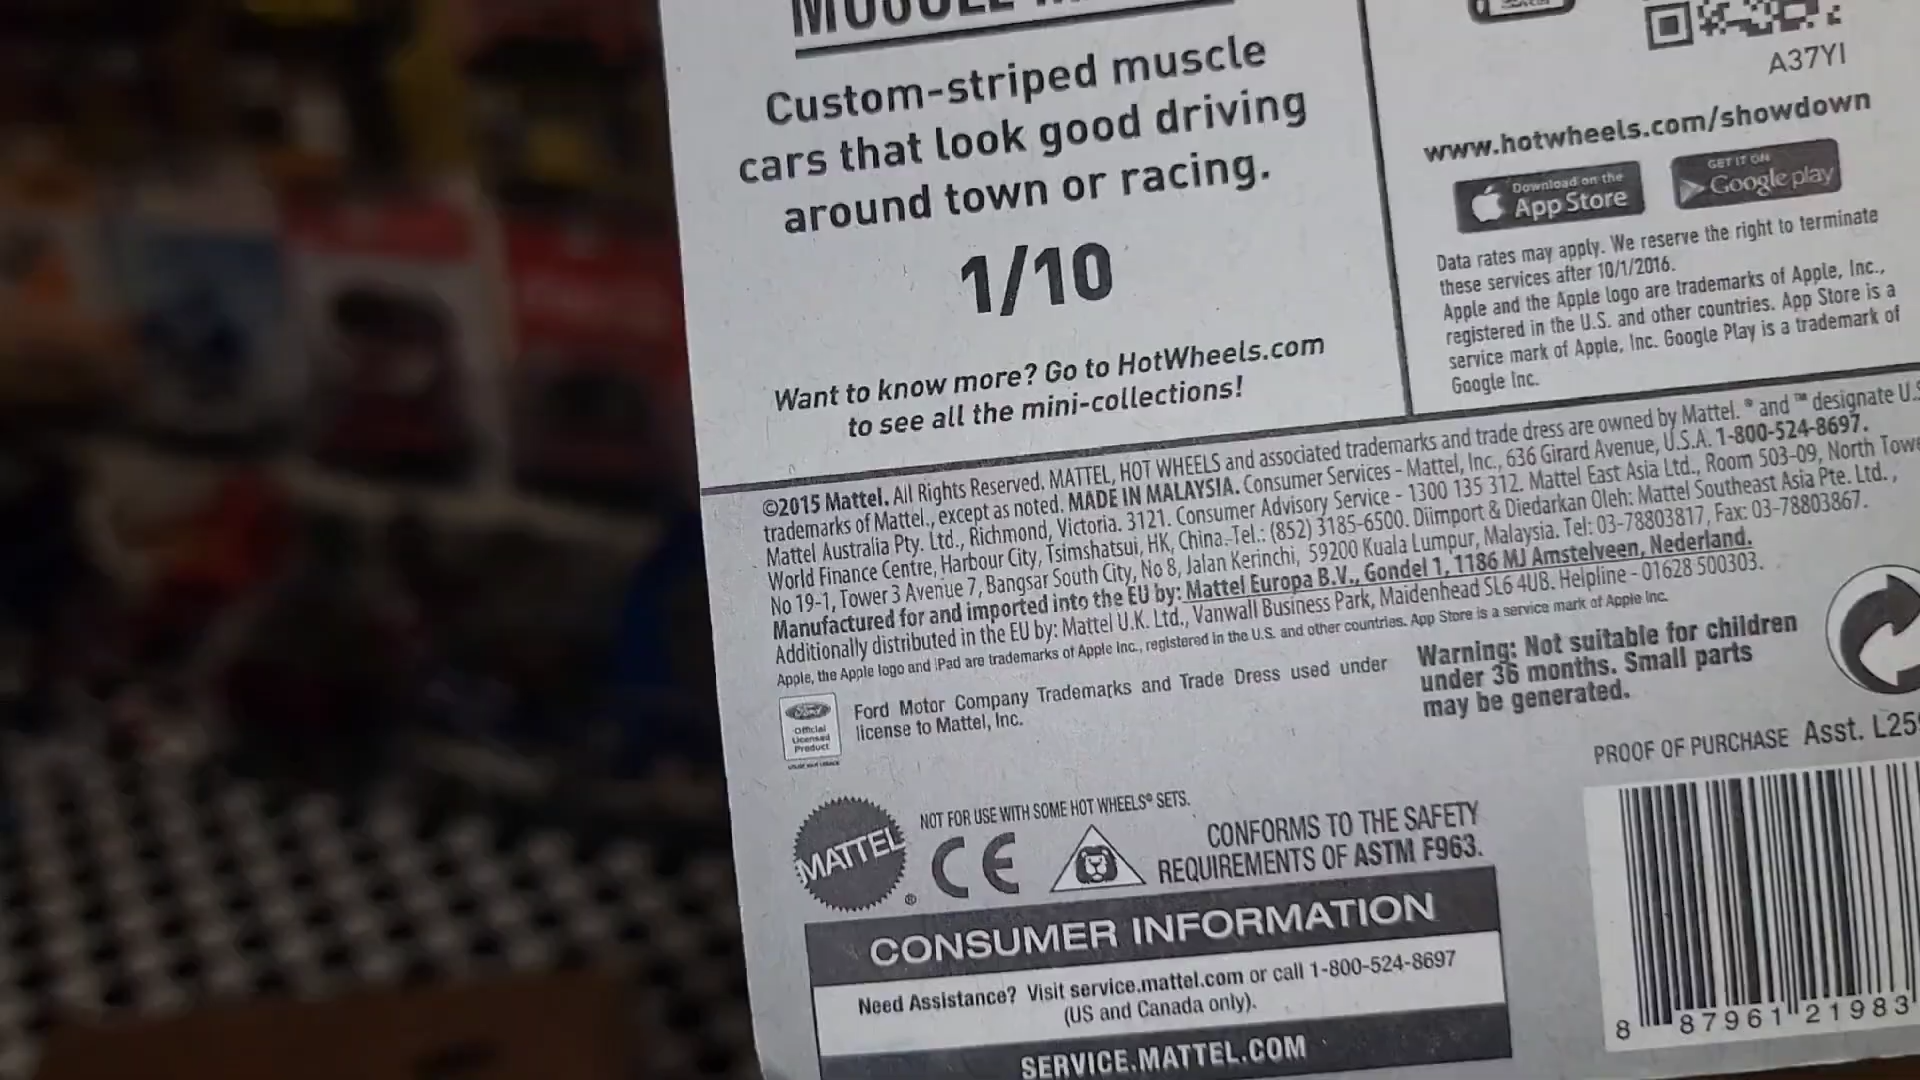 Custom-striped muscle
cars that look good driving
around town or racing.
1/10
Want to know more? Go to HotWheels.com
to see all the mini-collections!
A37YI
www.hotwheels.com/showdown
Download on the
App Store
GET IT ON
Google play
Data rates may apply. We reserve the right to terminate
these services after 10/1/2016.
Apple and the Apple logo are trademarks of Apple, Inc.,
registered in the U.S. and other countries. App Store is a
service mark of Apple, Inc. Google Play is a trademark of
Google Inc.
©2015 Mattel. All Rights Reserved. MATTEL, HOT WHEELS and associated trademarks and trade dress are owned by Mattel. ® and ™ designate U.S
trademarks of Mattel., except as noted. MADE IN MALAYSIA. Consumer Services - Mattel, Inc., 636 Girard Avenue, U.S.A. 1-800-524-8697.
Mattel Australia Pty. Ltd., Richmond, Victoria. 3121. Consumer Advisory Service - 1300 135 312. Mattel East Asia Ltd., Room 503-09, North Towe
World Finance Centre, Harbour City, Tsimshatsui, HK, China. Tel.: (852) 3185-6500. Diimport & Diedarkan Oleh: Mattel Southeast Asia Pte. Ltd.,
No 19-1, Tower 3 Avenue 7, Bangsar South City, No 8, Jalan Kerinchi, 59200 Kuala Lumpur, Malaysia. Tel: 03-78803817, Fax: 03-78803867.
Manufactured for and imported into the EU by: Mattel Europa B.V., Gondel 1, 1186 MJ Amstelveen, Nederland.
Additionally distributed in the EU by: Mattel U.K. Ltd., Vanwall Business Park, Maidenhead SL6 4UB. Helpline - 01628 500303.
Apple, the Apple logo and iPad are trademarks of Apple Inc., registered in the U.S. and other countries. App Store is a service mark of Apple Inc.
Ford
Official
Licensed
Product
Ford Motor Company Trademarks and Trade Dress used under
license to Mattel, Inc.
Warning: Not suitable for children
under 36 months. Small parts
may be generated.
PROOF OF PURCHASE Asst. L25
NOT FOR USE WITH SOME HOT WHEELS® SETS.
MATTEL ®
CE
CONFORMS TO THE SAFETY
REQUIREMENTS OF ASTM F963.
CONSUMER INFORMATION
Need Assistance? Visit service.mattel.com or call 1-800-524-8697
(US and Canada only).
SERVICE.MATTEL.COM
8 87961 21983